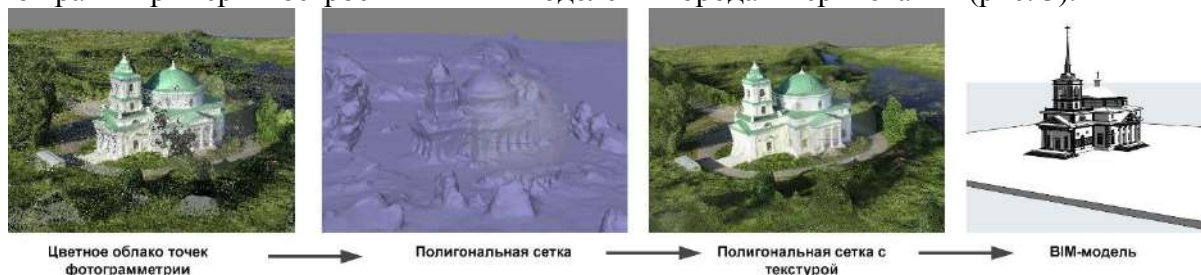 Цветное облако точек
фотограмметрии
Полигональная сетка
Полигональная сетка с
текстурой
BIM-модель